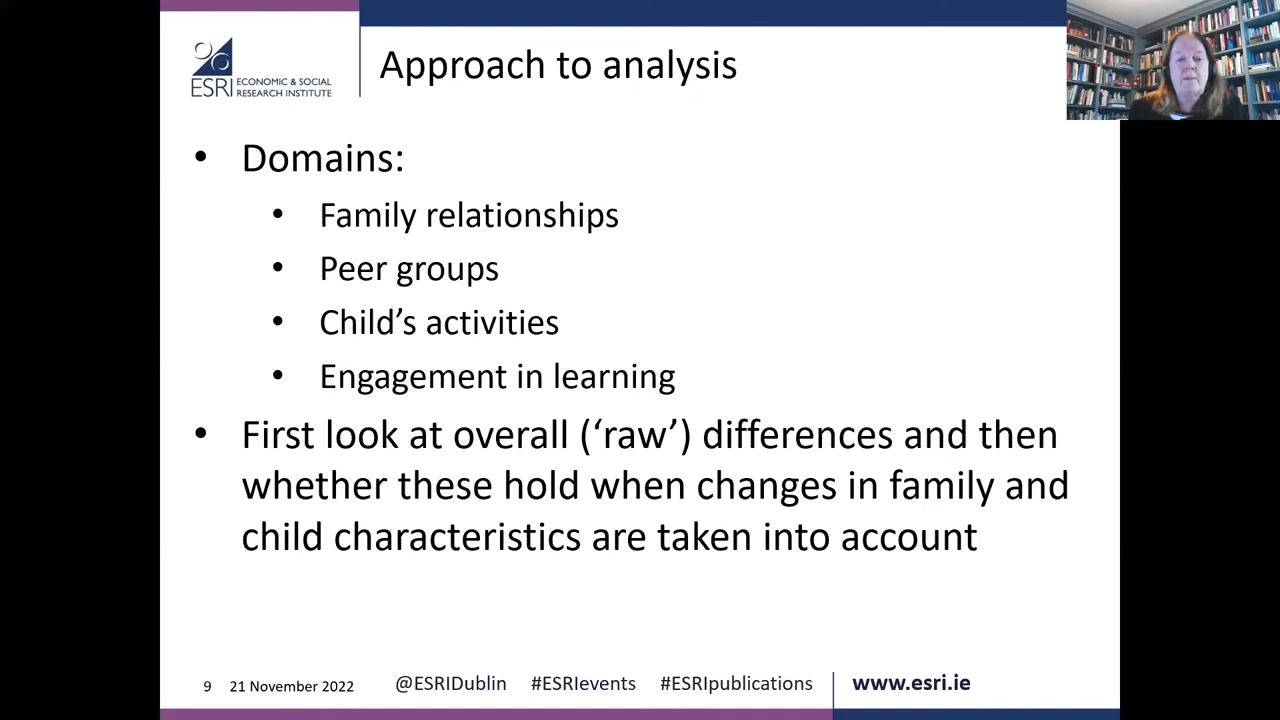 ESRI
ECONOMIC & SOCIAL
RESEARCH INSTITUTE
Approach to analysis
• Domains:
• Family relationships
• Peer groups
• Child’s activities
• Engagement in learning
• First look at overall (‘raw’) differences and then
whether these hold when changes in family and
child characteristics are taken into account
9 21 November 2022 @ESRIDublin #ESRIevents #ESRIpublications www.esri.ie